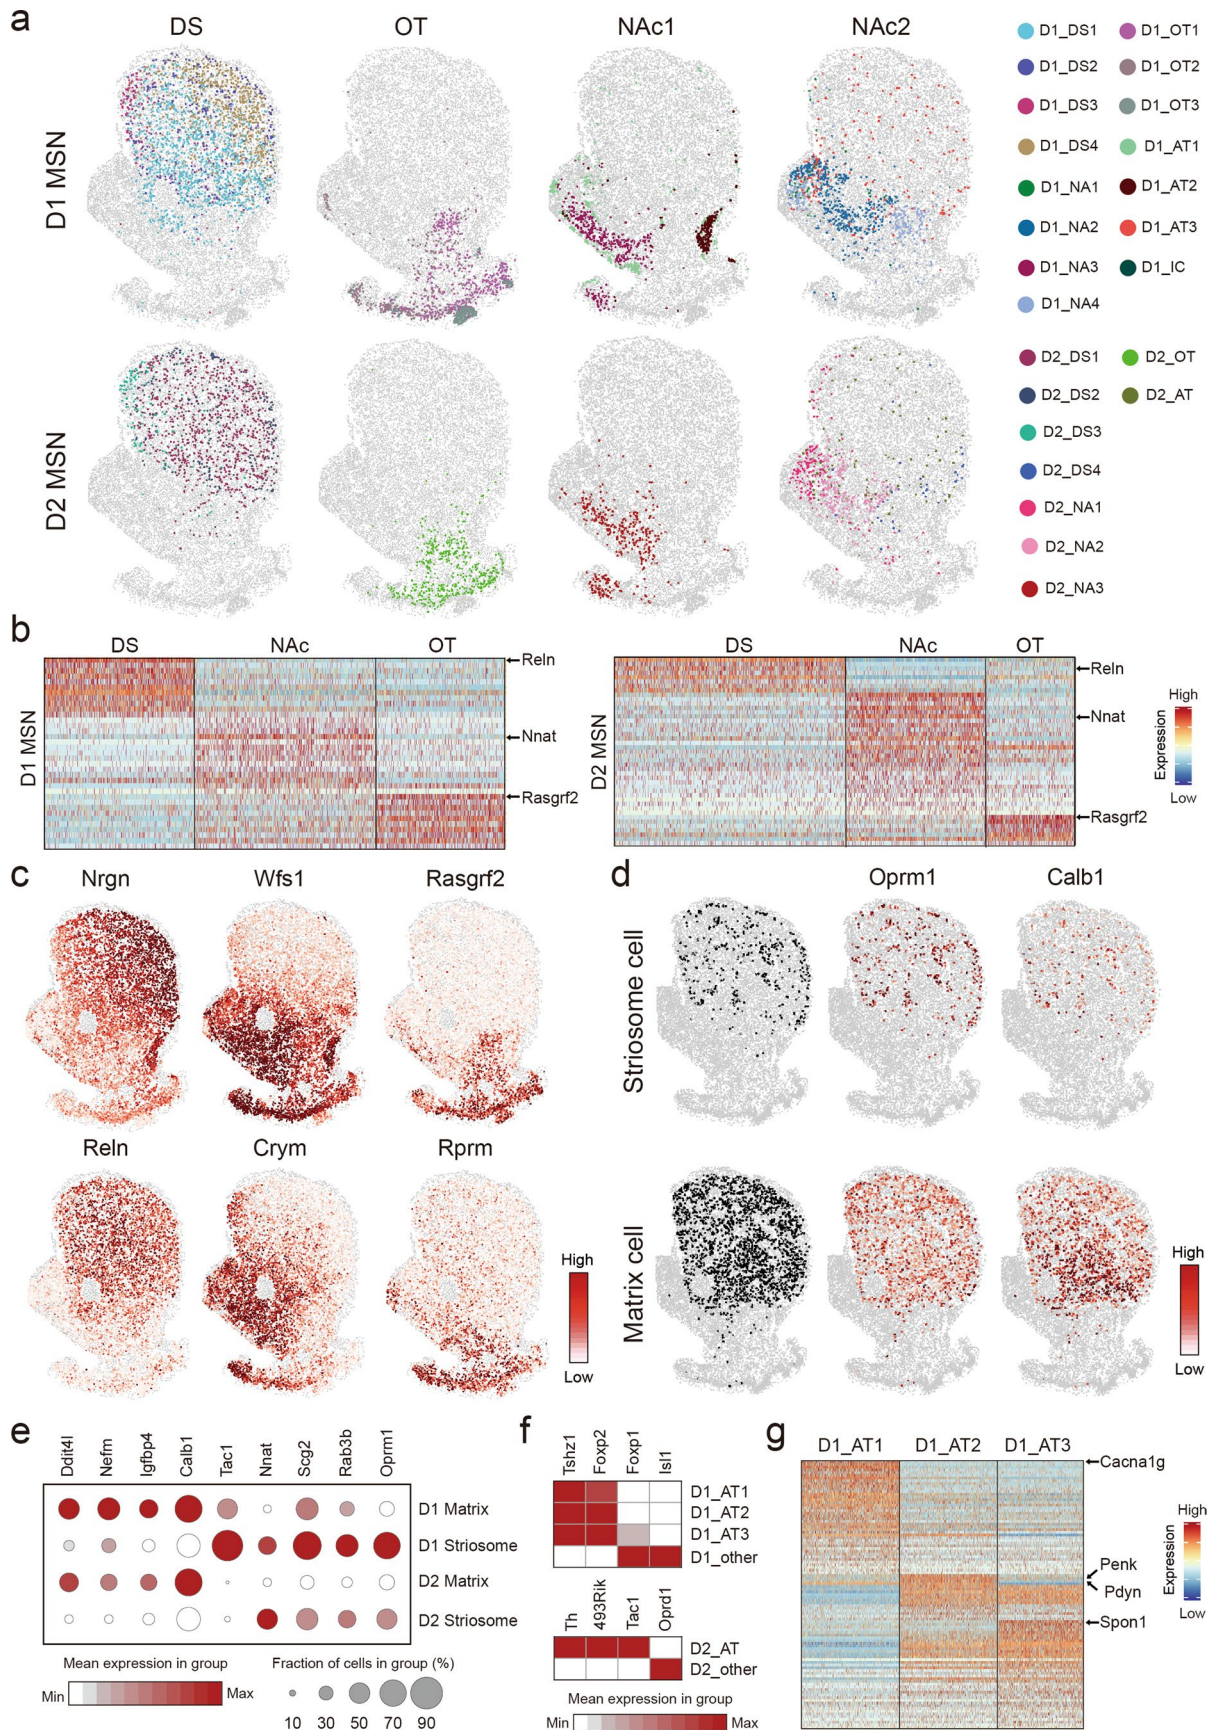 a
DS
OT
NAc1
NAc2
D1 MSN
D2 MSN
D1_DS1
D1_OT1
D1_DS2
D1_OT2
D1_DS3
D1_OT3
D1_DS4
D1_AT1
D1_NA1
D1_AT2
D1_NA2
D1_AT3
D1_NA3
D1_IC
D1_NA4
D2_DS1
D2_OT
D2_DS2
D2_AT
D2_DS3
D2_DS4
D2_NA1
D2_NA2
D2_NA3
b
DS
NAc
OT
D1 MSN
Reln
Nnat
Rasgrf2
DS
NAc
OT
D2 MSN
Reln
Nnat
Rasgrf2
High
Expression
Low
c
Nrgn
Wfs1
Rasgrf2
Reln
Crym
Rprm
High
Low
d
Oprm1
Calb1
Striosome cell
Matrix cell
High
Low
e
Ddit4l
Nefm
Igfbp4
Calb1
Tac1
Nnat
Scg2
Rab3b
Oprm1
D1 Matrix
D1 Striosome
D2 Matrix
D2 Striosome
Mean expression in group
Min
Max
Fraction of cells in group (%)
10 30 50 70 90
f
Tshz1
Foxp2
Foxp1
Isl1
D1_AT1
D1_AT2
D1_AT3
D1_other
Th
493Rik
Tac1
Oprd1
D2_AT
D2_other
Mean expression in group
Min
Max
g
D1_AT1
D1_AT2
D1_AT3
Cacna1g
Penk
Pdyn
Spon1
High
Expression
Low